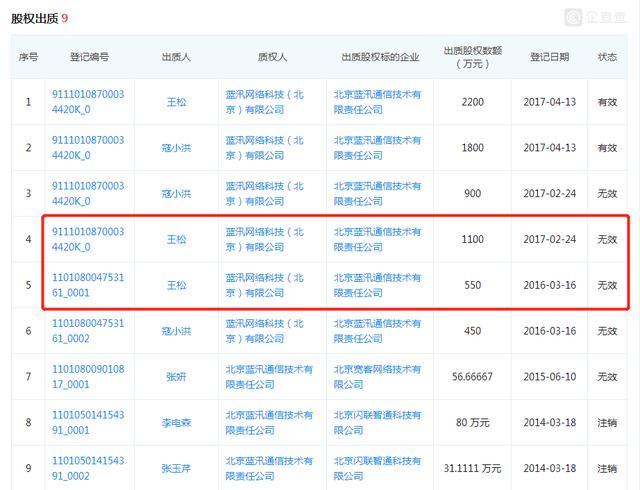 股权出质 9
企查查
序号 登记编号 出质人 质权人 出质股权标的企业 出质股权数额 登记日期 状态
（万元）
1 9111010870003 王松 蓝汛网络科技（北 北京蓝汛通信技术有 2200 2017-04-13 有效
4420K_0 京）有限公司 限责任公司
2 9111010870003 寇小洪 蓝汛网络科技（北 北京蓝汛通信技术有 1800 2017-04-13 有效
4420K_0 京）有限公司 限责任公司
3 9111010870003 寇小洪 蓝汛网络科技（北 北京蓝汛通信技术有 900 2017-02-24 无效
4420K_0 京）有限公司 限责任公司
4 9111010870003 王松 蓝汛网络科技（北 北京蓝汛通信技术有 1100 2017-02-24 无效
4420K_0 京）有限公司 限责任公司
5 1101080047531 王松 蓝汛网络科技（北 北京蓝汛通信技术有 550 2016-03-16 无效
61_0001 京）有限公司 限责任公司
6 1101080047531 寇小洪 蓝汛网络科技（北 北京蓝汛通信技术有 450 2016-03-16 无效
61_0002 京）有限公司 限责任公司
7 1101080090108 张妍 北京蓝汛通信技术有 北京宽客网络技术有 56.66667 2015-06-10 无效
17_0001 限责任公司 限公司
8 1101050141543 李电森 北京蓝汛通信技术有 北京闪联智通科技有 80 万元 2014-03-18 注销
91_0001 限责任公司 限公司
9 1101050141543 张玉芹 北京蓝汛通信技术有 北京闪联智通科技有 31.1111 万元 2014-03-18 注销
91_0002 限责任公司 限公司